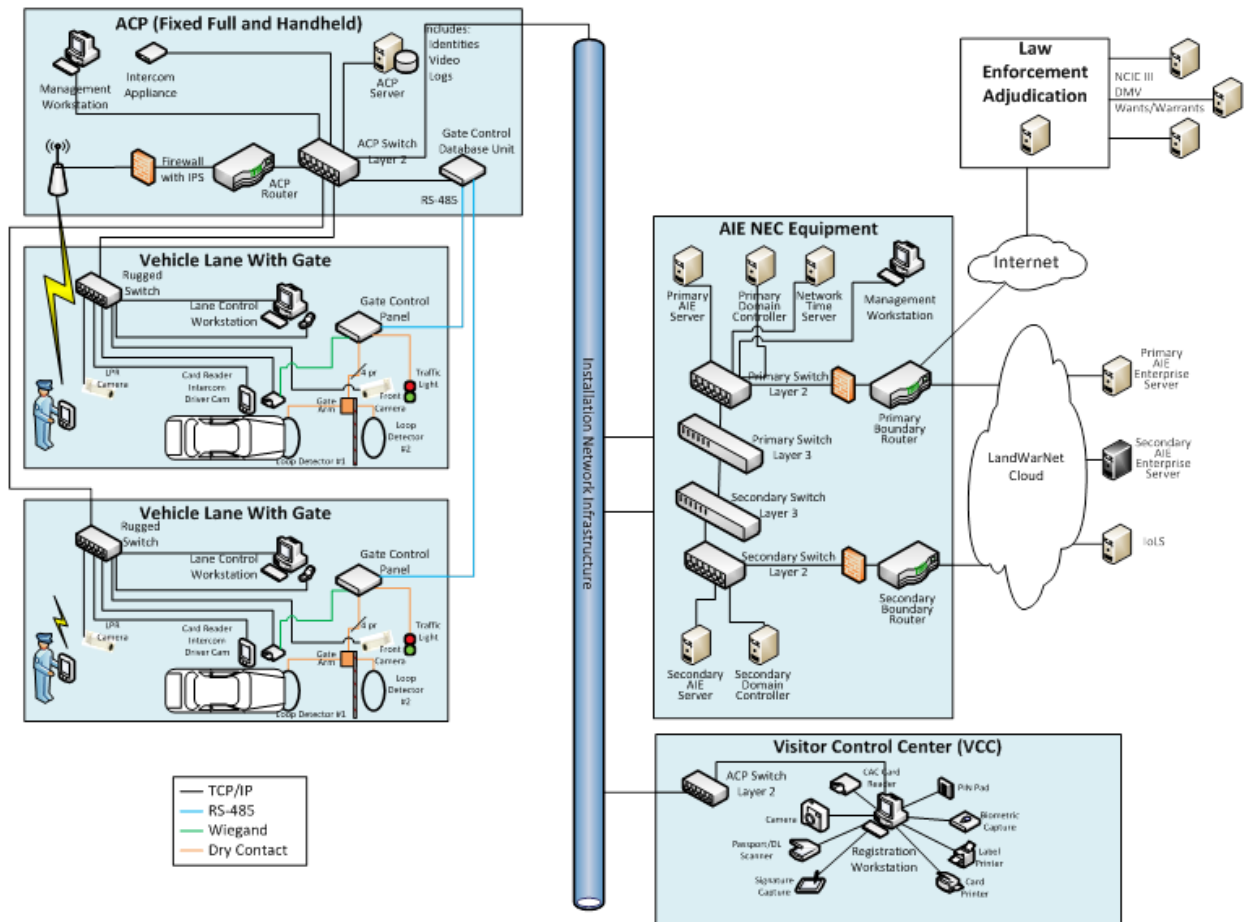 ACP (Fixed Full and Handheld)
Includes:
Identities
Video
Logs
Management
Workstation
Intercom
Appliance
ACP
Server
ACP Switch
Layer 2
Gate Control
Database Unit
Firewall
with IPS
ACP
Router
RS-485
Vehicle Lane With Gate
Rugged
Switch
Lane Control
Workstation
Gate Control
Panel
LPR
Camera
Card Reader
Intercom
Driver Cam
4 pr
Traffic
Light
Front
Camera
Gate
Arm
Loop
Detector
#2
Loop Detector #1
Vehicle Lane With Gate
Rugged
Switch
Lane Control
Workstation
Gate Control
Panel
LPR
Camera
Card Reader
Intercom
Driver Cam
4 pr
Traffic
Light
Front
Camera
Gate
Arm
Loop
Detector
#2
Loop Detector #1
TCP/IP
RS-485
Wiegand
Dry Contact
Installation Network Infrastructure
Law
Enforcement
Adjudication
NCIC III
DMV
Wants/Warrants
Internet
AIE NEC Equipment
Primary
AIE
Server
Primary
Domain
Controller
Network
Time
Server
Management
Workstation
Primary Switch
Layer 2
Primary
Boundary
Router
Primary Switch
Layer 3
Secondary Switch
Layer 3
Secondary Switch
Layer 2
Secondary
Boundary
Router
Secondary
AIE
Server
Secondary
Domain
Controller
LandWarNet
Cloud
Primary
AIE
Enterprise
Server
Secondary
AIE
Enterprise
Server
IoLS
Visitor Control Center (VCC)
ACP Switch
Layer 2
CAC Card
Reader
PIN Pad
Camera
Biometric
Capture
Passport/DL
Scanner
Registration
Workstation
Label
Printer
Signature
Capture
Card
Printer